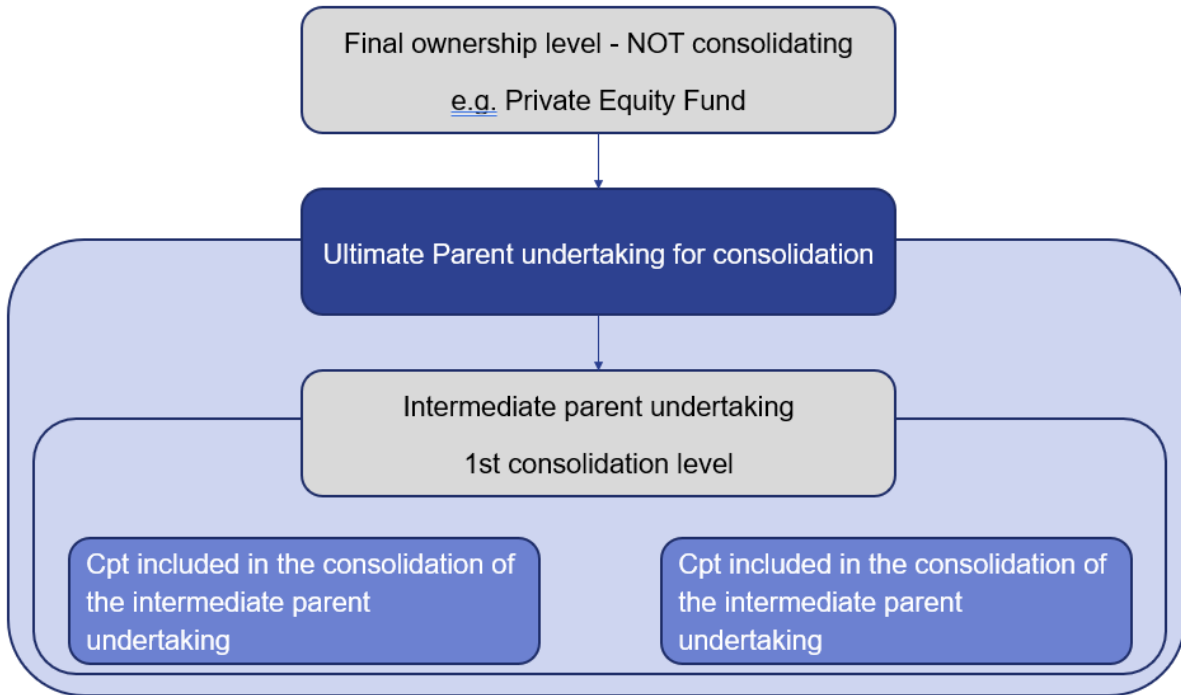 Final ownership level - NOT consolidating
e.g. Private Equity Fund
Ultimate Parent undertaking for consolidation
Intermediate parent undertaking
1st consolidation level
Cpt included in the consolidation of
the intermediate parent
undertaking
Cpt included in the consolidation of
the intermediate parent
undertaking